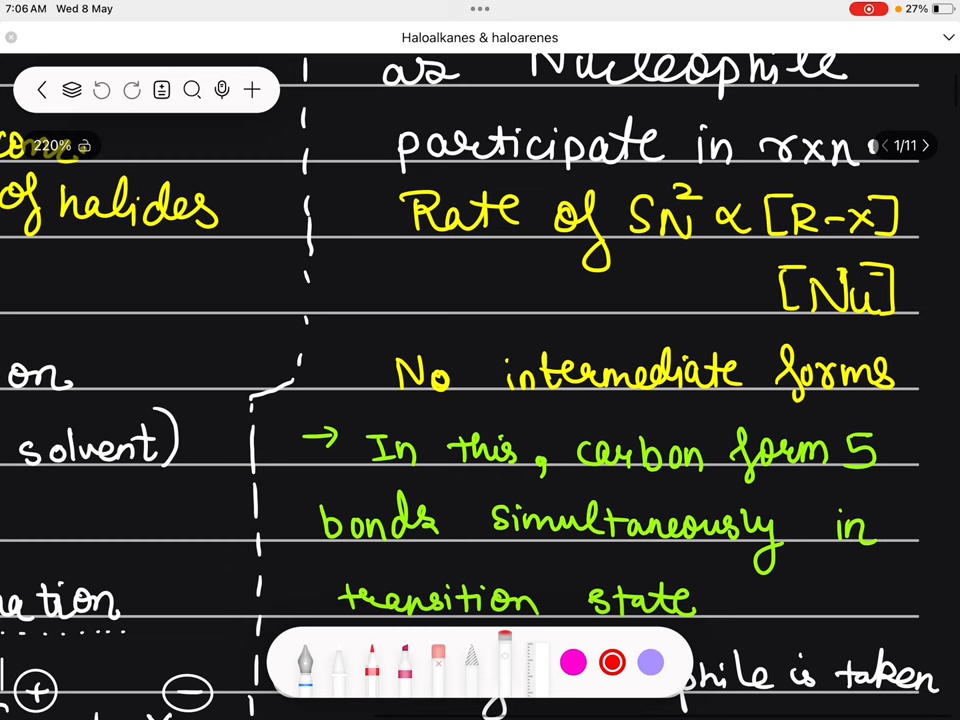 7:06 AM Wed 8 May
27%
Haloalkanes & haloarenes
220%
1/11
of halides
on
solvent)
ation
+ −
as Nucleophile
participate in rxn.
Rate of SN² ∝ [R-x]
[Nu⁻]
No intermediate forms
→ In this, carbon form 5
bonds simultaneously in
transition state
phile is taken